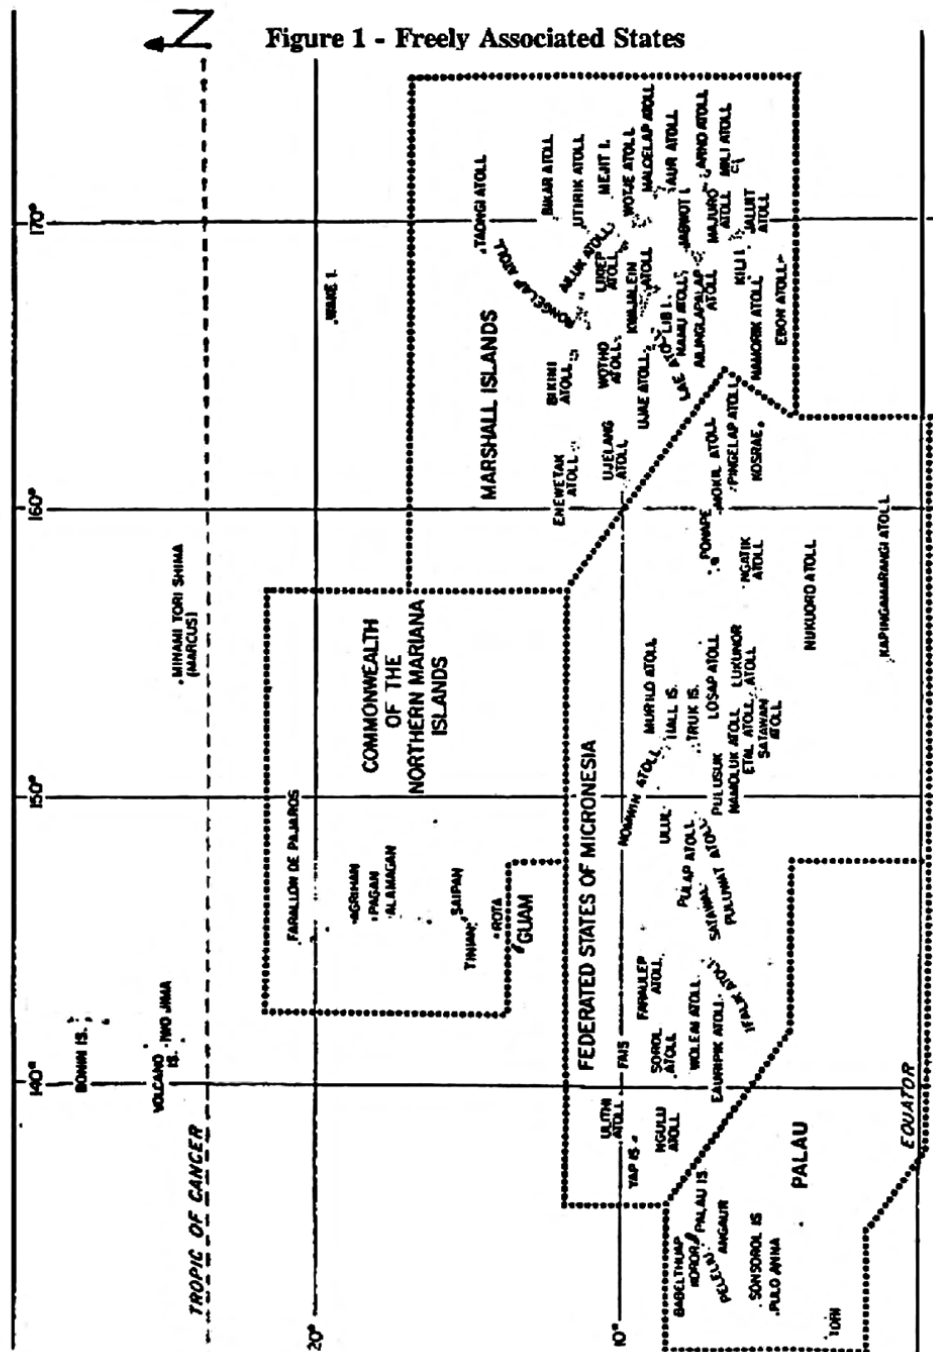 Figure 1 - Freely Associated States
N
170°
160°
150°
140°
20°
10°
TROPIC OF CANCER
EQUATOR
BONIN IS.
VOLCANO
IS.
IWO JIMA
MINAMI TORI SHIMA
(MARCUS)
WAKE I.
COMMONWEALTH
OF THE
NORTHERN MARIANA
ISLANDS
FARALLON DE PAJAROS
AGRIHAN
PAGAN
ALAMAGAN
SAIPAN
TINIAN
ROTA
GUAM
MARSHALL ISLANDS
TAONGI ATOLL
BIKAR ATOLL
UTIRIK ATOLL
MEJIT I.
WOTJE ATOLL
MALOELAP ATOLL
AUR ATOLL
ARNO ATOLL
MILI ATOLL
RONGELAP ATOLL
AILUK ATOLL
LIKIEP
ATOLL
KWAJALEIN
ATOLL
JABWOT I.
MAJURO
ATOLL
JALUIT
ATOLL
BIKINI
ATOLL
WOTHO
ATOLL
UJAE ATOLL
LAE ATO
LIB I.
NAMU ATOLL
AILINGLAPALAP
ATOLL
KILI I.
NAMORIK ATOLL
EBON ATOLL
ENEWETAK
ATOLL
UJELANG
ATOLL
FEDERATED STATES OF MICRONESIA
PINGELAP ATOLL
KOSRAE
MOKIL ATOLL
PONAPE
NGATIK
ATOLL
NUKUORO ATOLL
KAPINGAMARANGI ATOLL
MURILO ATOLL
HALL IS.
TRUK IS.
LOSAP ATOLL
LUKUNOR
ATOLL
NOMWIN ATOLL
PULUSUK
NAMOLUK ATOLL
ETAL ATOLL
SATAWAN
ATOLL
ULUL
PULAP ATOLL
SATAWAL
PULUWAT ATOLL
FARAULEP
ATOLL
FAIS
SOROL
ATOLL
WOLEAI ATOLL
EAURIPIK ATOLL
IFALIK ATOLL
ULITHI
ATOLL
YAP IS
NGULU
ATOLL
PALAU
BABELTHUAP
KOROR
PALAU IS.
PELELIU
ANGAUR
SONSOROL IS
PULO ANNA
TOBI